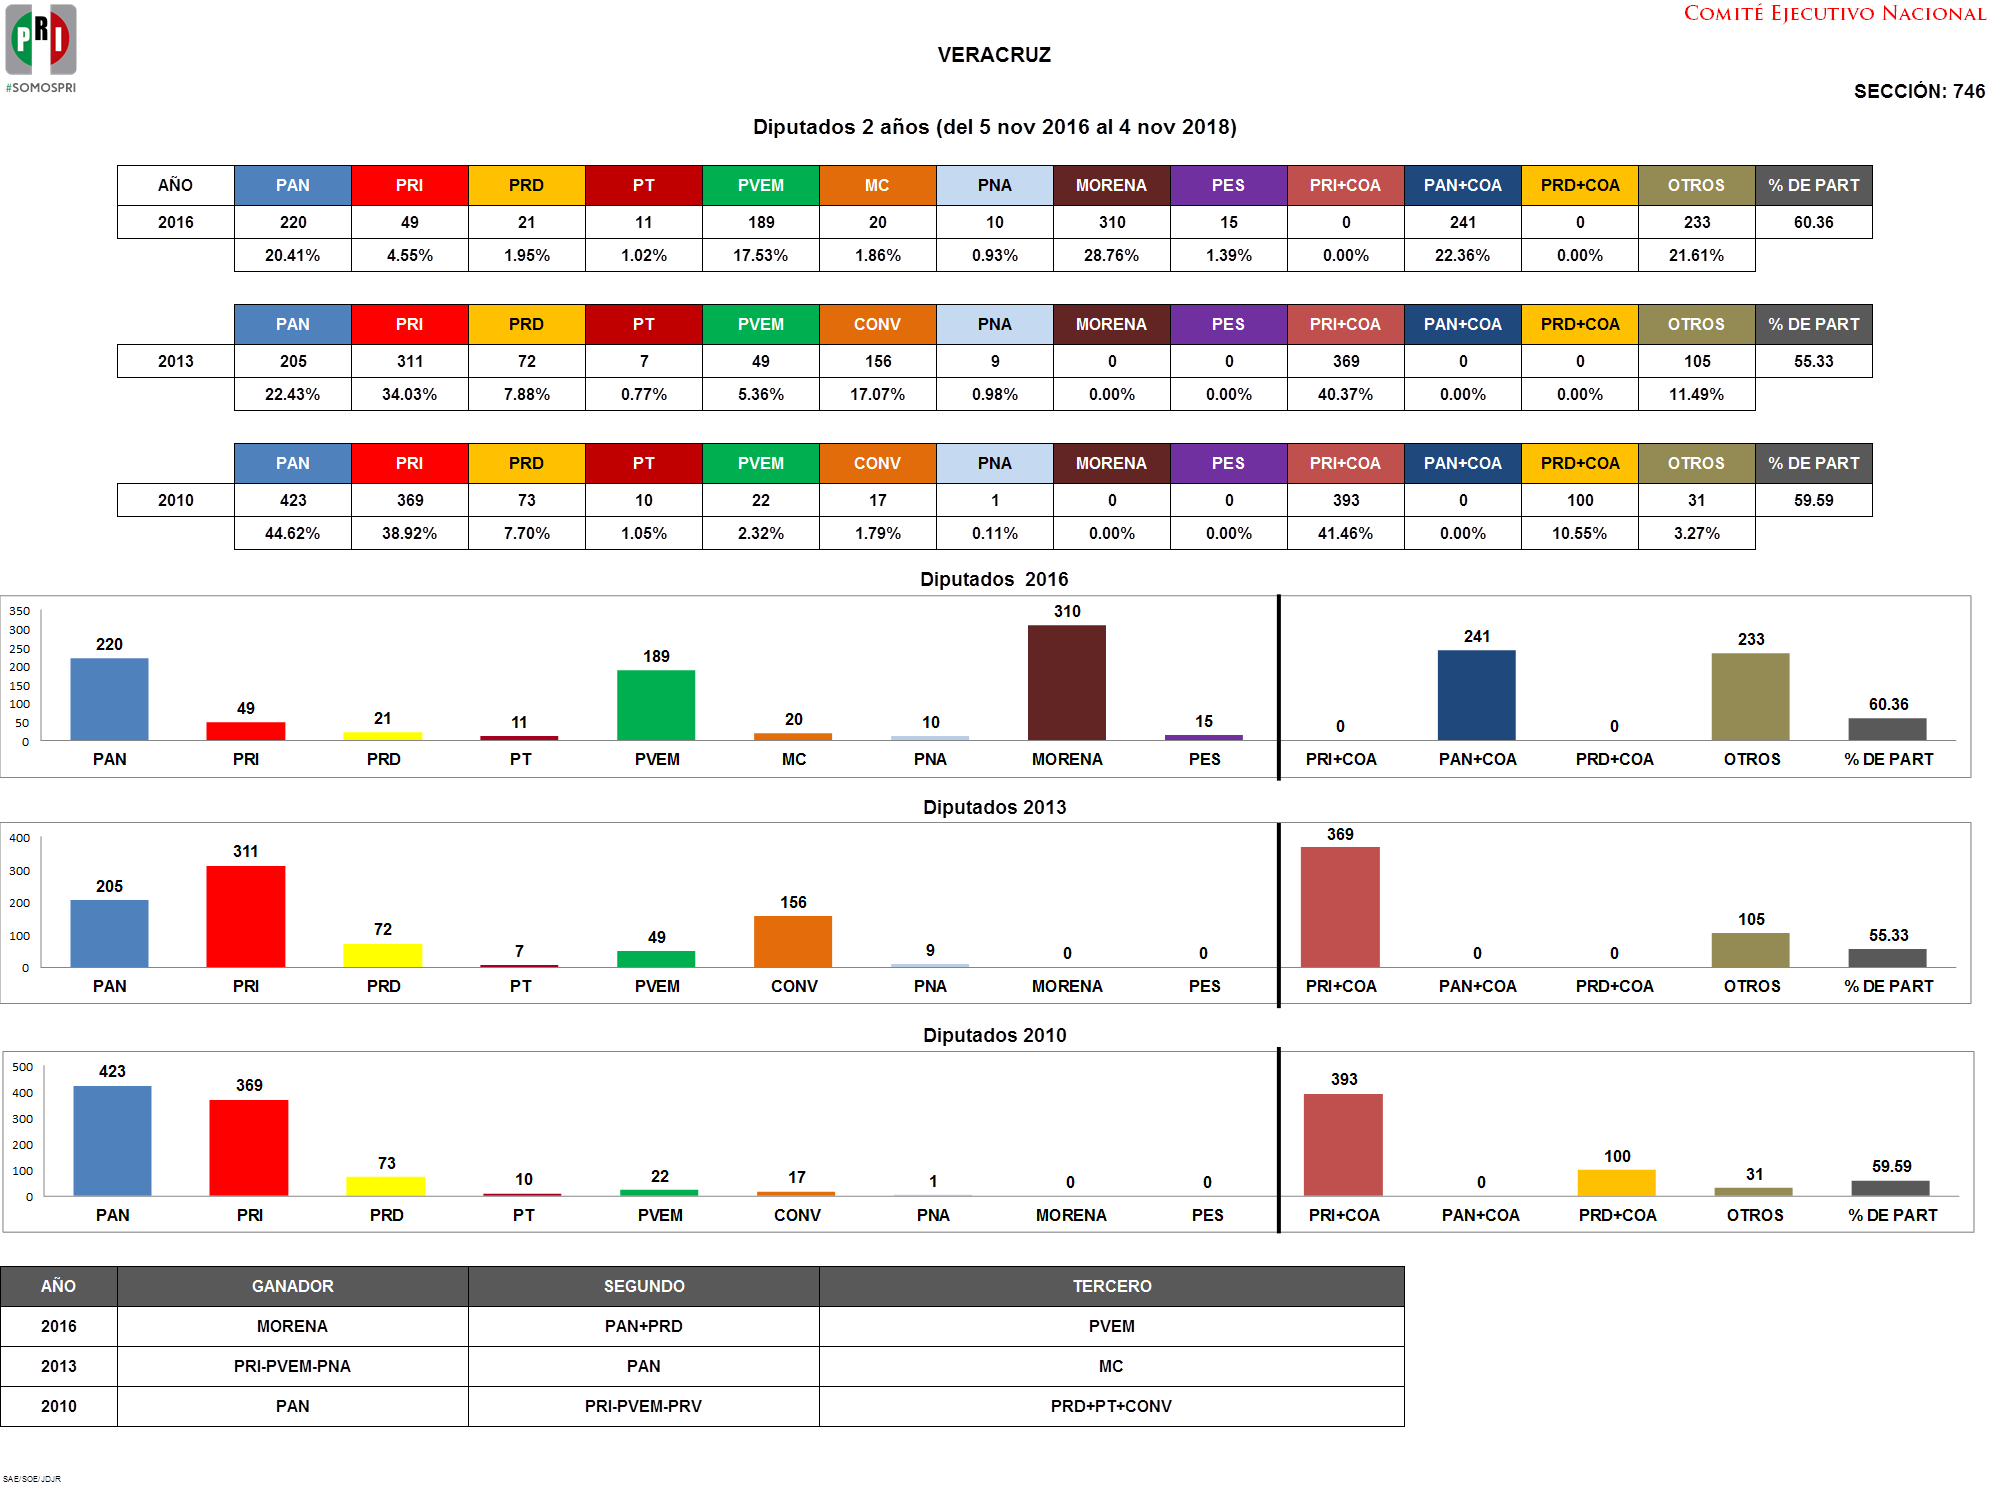 PRI
#SOMOSPRI
COMITÉ EJECUTIVO NACIONAL
VERACRUZ
SECCIÓN: 746
Diputados 2 años (del 5 nov 2016 al 4 nov 2018)
AÑO PAN PRI PRD PT PVEM MC PNA MORENA PES PRI+COA PAN+COA PRD+COA OTROS % DE PART
2016 220 49 21 11 189 20 10 310 15 0 241 0 233 60.36
20.41% 4.55% 1.95% 1.02% 17.53% 1.86% 0.93% 28.76% 1.39% 0.00% 22.36% 0.00% 21.61%
PAN PRI PRD PT PVEM CONV PNA MORENA PES PRI+COA PAN+COA PRD+COA OTROS % DE PART
2013 205 311 72 7 49 156 9 0 0 369 0 0 105 55.33
22.43% 34.03% 7.88% 0.77% 5.36% 17.07% 0.98% 0.00% 0.00% 40.37% 0.00% 0.00% 11.49%
PAN PRI PRD PT PVEM CONV PNA MORENA PES PRI+COA PAN+COA PRD+COA OTROS % DE PART
2010 423 369 73 10 22 17 1 0 0 393 0 100 31 59.59
44.62% 38.92% 7.70% 1.05% 2.32% 1.79% 0.11% 0.00% 0.00% 41.46% 0.00% 10.55% 3.27%
Diputados 2016
350
300
250
200
150
100
50
0
220 49 21 11 189 20 10 310 15 0 241 0 233 60.36
PAN PRI PRD PT PVEM MC PNA MORENA PES PRI+COA PAN+COA PRD+COA OTROS % DE PART
Diputados 2013
400
300
200
100
0
205 311 72 7 49 156 9 0 0 369 0 0 105 55.33
PAN PRI PRD PT PVEM CONV PNA MORENA PES PRI+COA PAN+COA PRD+COA OTROS % DE PART
Diputados 2010
500
400
300
200
100
0
423 369 73 10 22 17 1 0 0 393 0 100 31 59.59
PAN PRI PRD PT PVEM CONV PNA MORENA PES PRI+COA PAN+COA PRD+COA OTROS % DE PART
AÑO GANADOR SEGUNDO TERCERO
2016 MORENA PAN+PRD PVEM
2013 PRI-PVEM-PNA PAN MC
2010 PAN PRI-PVEM-PRV PRD+PT+CONV
SAE/SOE/JDJR